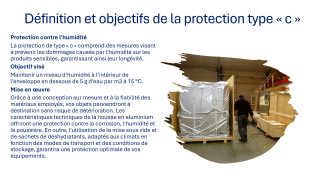 Définition et objectifs de la protection type « c »
Protection contre l'humidité
La protection de type « c » comprend des mesures visant
à prévenir les dommages causés par l'humidité sur les
produits sensibles, garantissant ainsi leur longévité.
Objectif visé
Maintenir un niveau d'humidité à l'intérieur de
l'enveloppe en dessous de 5 g d'eau par m3 à 15 °C.
Mise en œuvre
Grâce à une conception sur mesure et à la fiabilité des
matériaux employés, vos objets parviendront à
destination sans risque de détérioration. Les
caractéristiques techniques de la housse en aluminium
offriront une protection contre la corrosion, l'humidité et
la poussière. En outre, l'utilisation de la mise sous vide et
de sachets de déshydratants, adaptés aux climats en
fonction des modes de transport et des conditions de
stockage, garantira une protection optimale de vos
équipements.